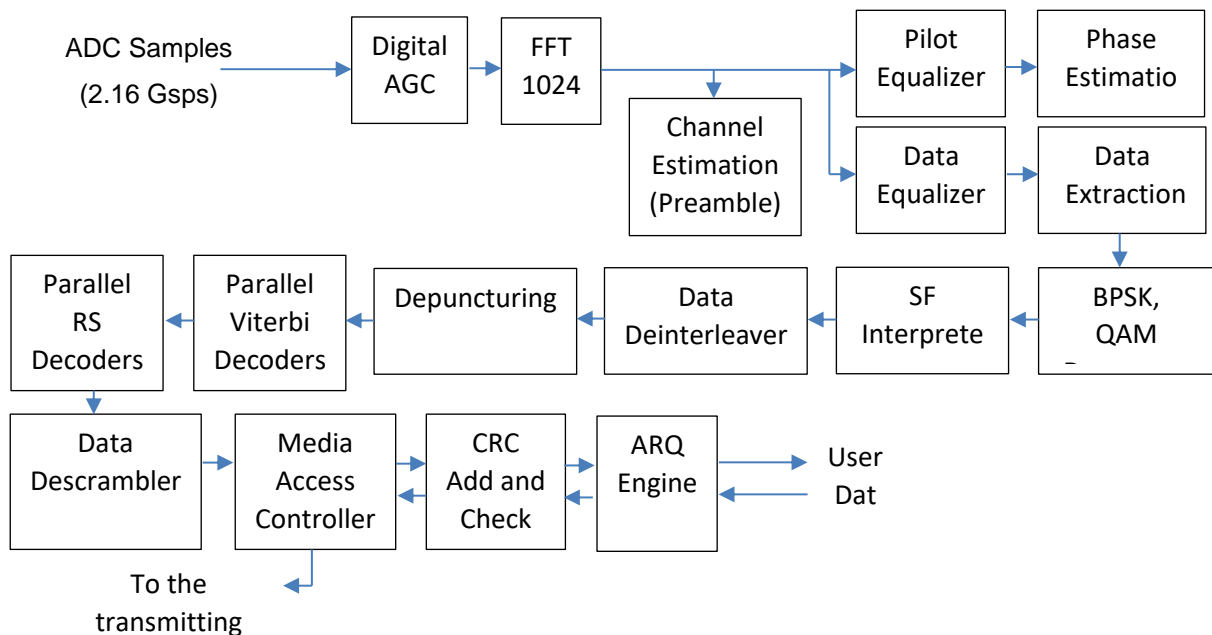 ADC Samples
(2.16 Gsps)
Digital
AGC
FFT
1024
Channel
Estimation
(Preamble)
Pilot
Equalizer
Phase
Estimatio
Data
Equalizer
Data
Extraction
BPSK,
QAM
SF
Interprete
Data
Deinterleaver
Depuncturing
Parallel
Viterbi
Decoders
Parallel
RS
Decoders
Data
Descrambler
Media
Access
Controller
CRC
Add and
Check
ARQ
Engine
User
Dat
To the
transmitting